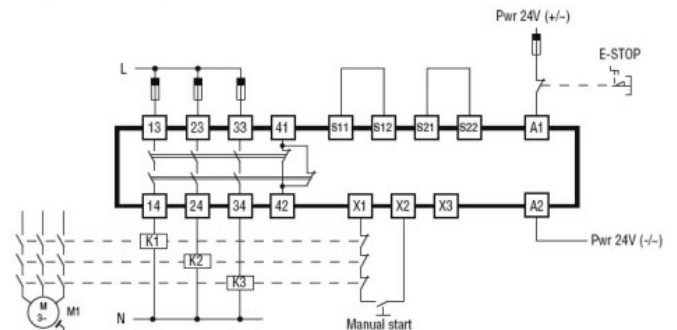 Pwr 24V (+/~)
E-STOP
L
13 23 33 41 S11 S12 S21 S22 A1
14 24 34 42 X1 X2 X3 A2
K1
Pwr 24V (-/~)
K2
K3
M
3~
M1
N
Manual start